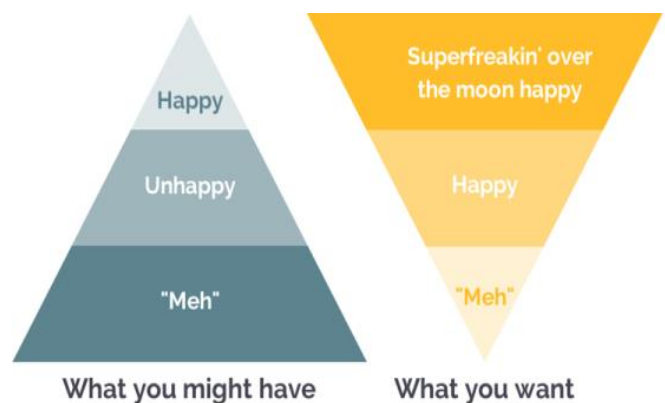 Happy
Unhappy
"Meh"
What you might have
Superfreakin' over
the moon happy
Happy
"Meh"
What you want